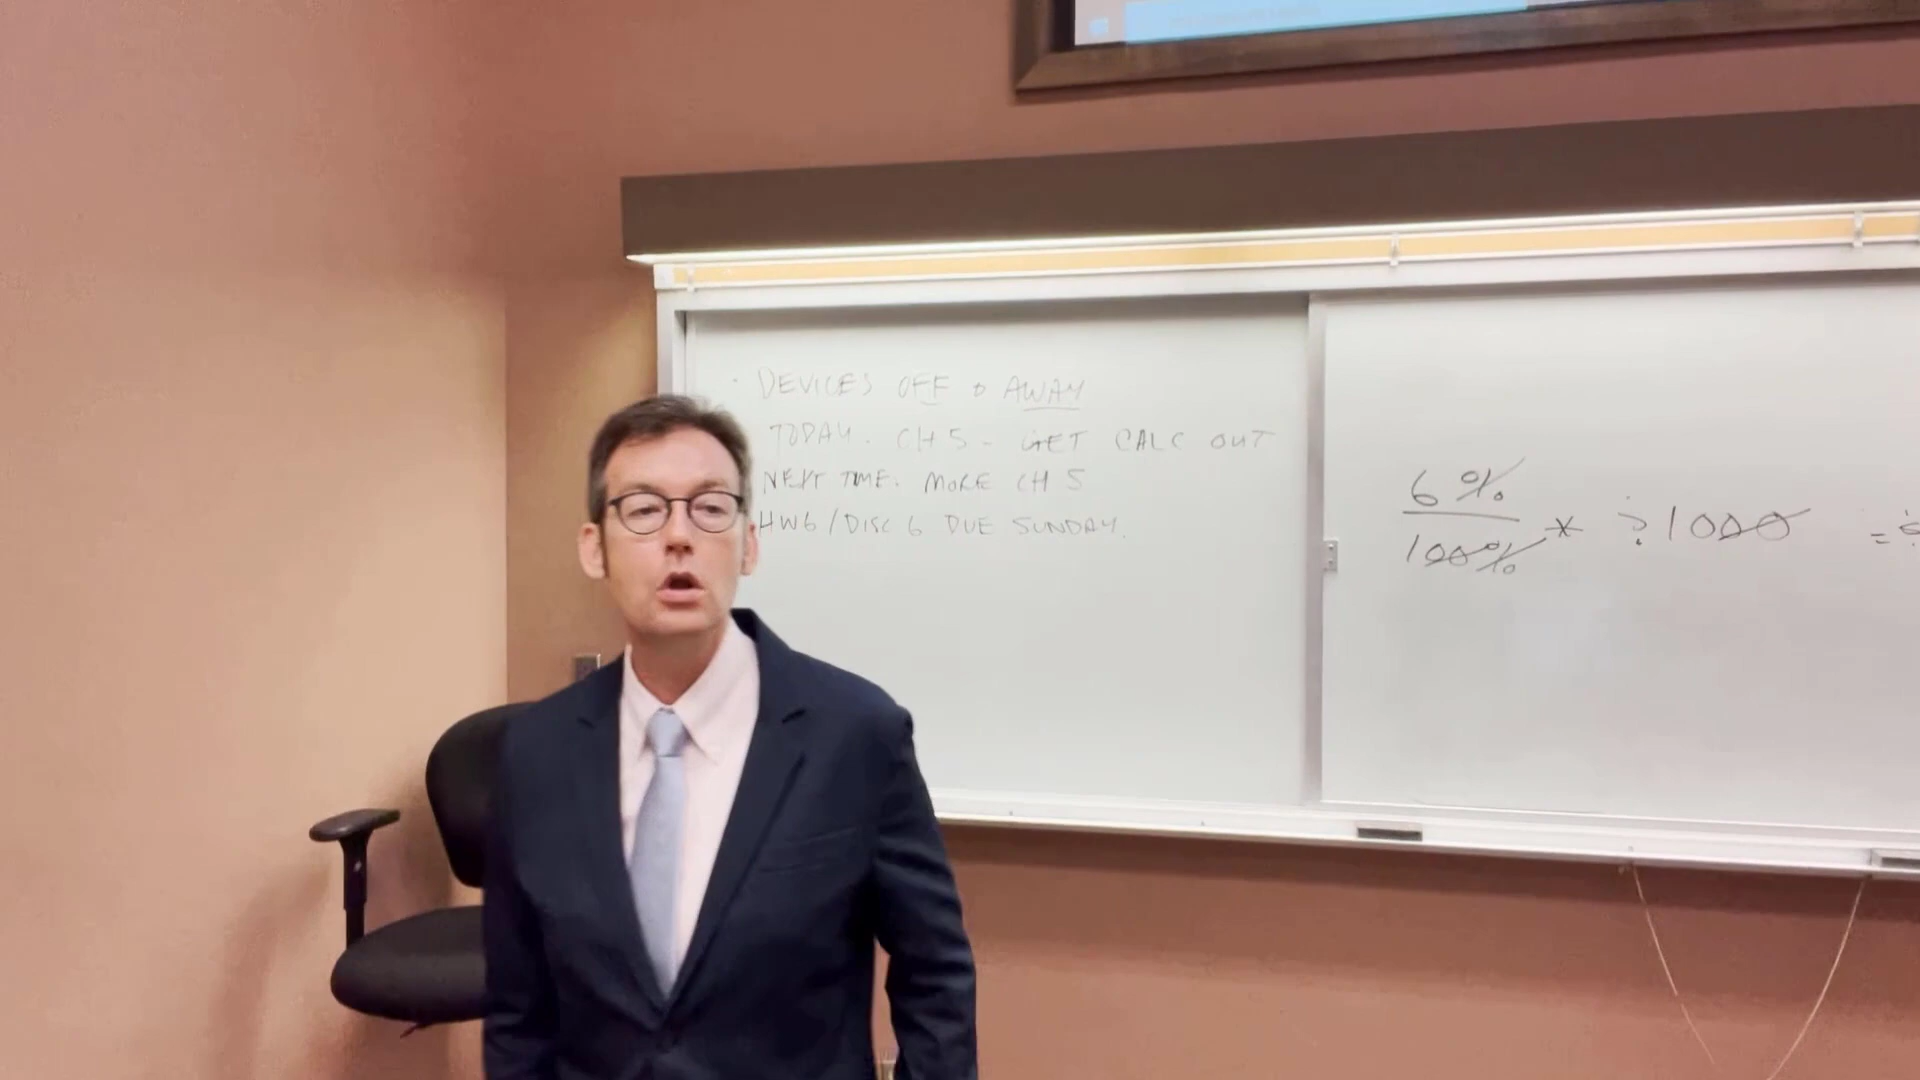 · DEVICES OFF & AWAY
TODAY. CH 5 - GET CALC OUT
NEXT TIME. MORE CH 5
HW6 / DISC 6 DUE SUNDAY.
6%
100% * ? 1000 =